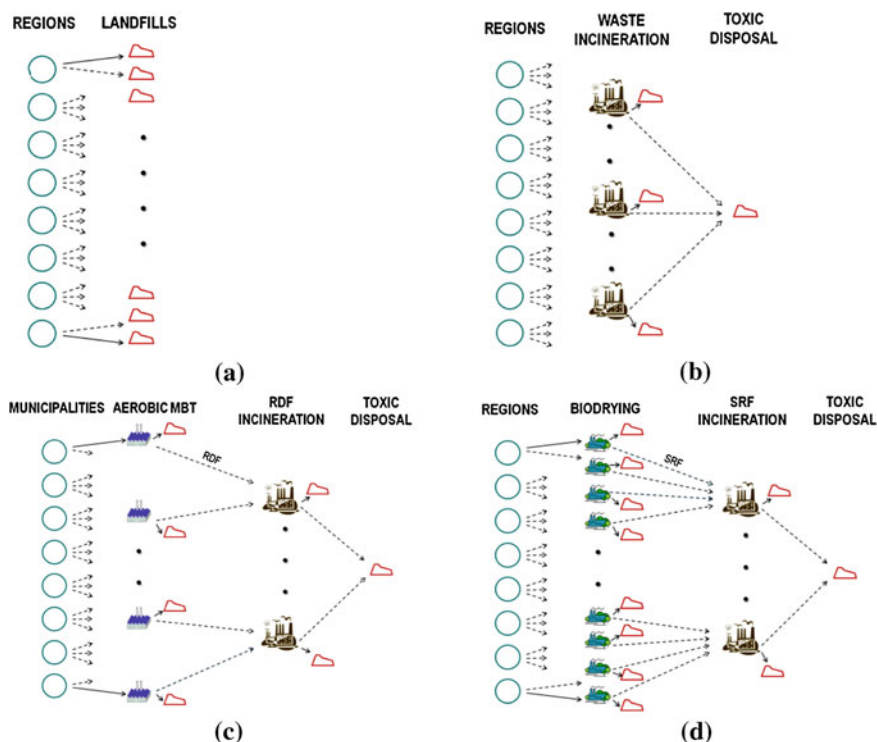 REGIONS LANDFILLS
(a)
REGIONS WASTE INCINERATION TOXIC DISPOSAL
(b)
MUNICIPALITIES AEROBIC MBT RDF INCINERATION TOXIC DISPOSAL
RDF
(c)
REGIONS BIODRYING SRF INCINERATION TOXIC DISPOSAL
SRF
(d)